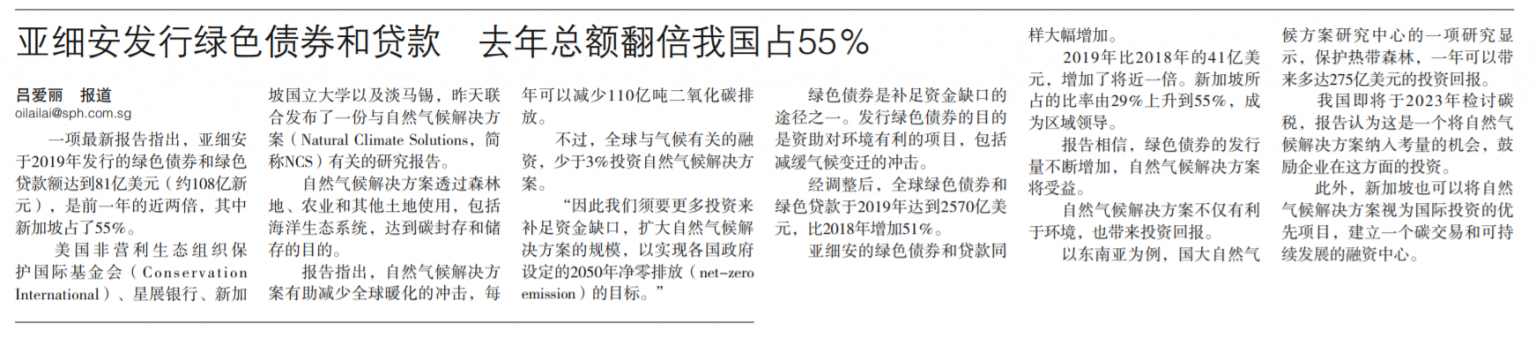 亚细安发行绿色债券和贷款　去年总额翻倍我国占55%
吕爱丽　报道
oilailai@sph.com.sg
一项最新报告指出，亚细安
于2019年发行的绿色债券和绿色
贷款额达到81亿美元（约108亿新
元），是前一年的近两倍，其中
新加坡占了55%。
美国非营利生态组织保
护国际基金会（Conservation
International）、星展银行、新加
坡国立大学以及淡马锡，昨天联
合发布了一份与自然气候解决方
案（Natural Climate Solutions，简
称NCS）有关的研究报告。
自然气候解决方案透过森林
地、农业和其他土地使用，包括
海洋生态系统，达到碳封存和储
存的目的。
报告指出，自然气候解决方
案有助减少全球暖化的冲击，每
年可以减少110亿吨二氧化碳排
放。
不过，全球与气候有关的融
资，少于3%投资自然气候解决方
案。
“因此我们须要更多投资来
补足资金缺口，扩大自然气候解
决方案的规模，以实现各国政府
设定的2050年净零排放（net-zero
emission）的目标。”
绿色债券是补足资金缺口的
途径之一。发行绿色债券的目的
是资助对环境有利的项目，包括
减缓气候变迁的冲击。
经调整后，全球绿色债券和
绿色贷款于2019年达到2570亿美
元，比2018年增加51%。
亚细安的绿色债券和贷款同
样大幅增加。
2019年比2018年的41亿美
元，增加了将近一倍。新加坡所
占的比率由29%上升到55%，成
为区域领导。
报告相信，绿色债券的发行
量不断增加，自然气候解决方案
将受益。
自然气候解决方案不仅有利
于环境，也带来投资回报。
以东南亚为例，国大自然气
候方案研究中心的一项研究显
示，保护热带森林，一年可以带
来多达275亿美元的投资回报。
我国即将于2023年检讨碳
税，报告认为这是一个将自然气
候解决方案纳入考量的机会，鼓
励企业在这方面的投资。
此外，新加坡也可以将自然
气候解决方案视为国际投资的优
先项目，建立一个碳交易和可持
续发展的融资中心。